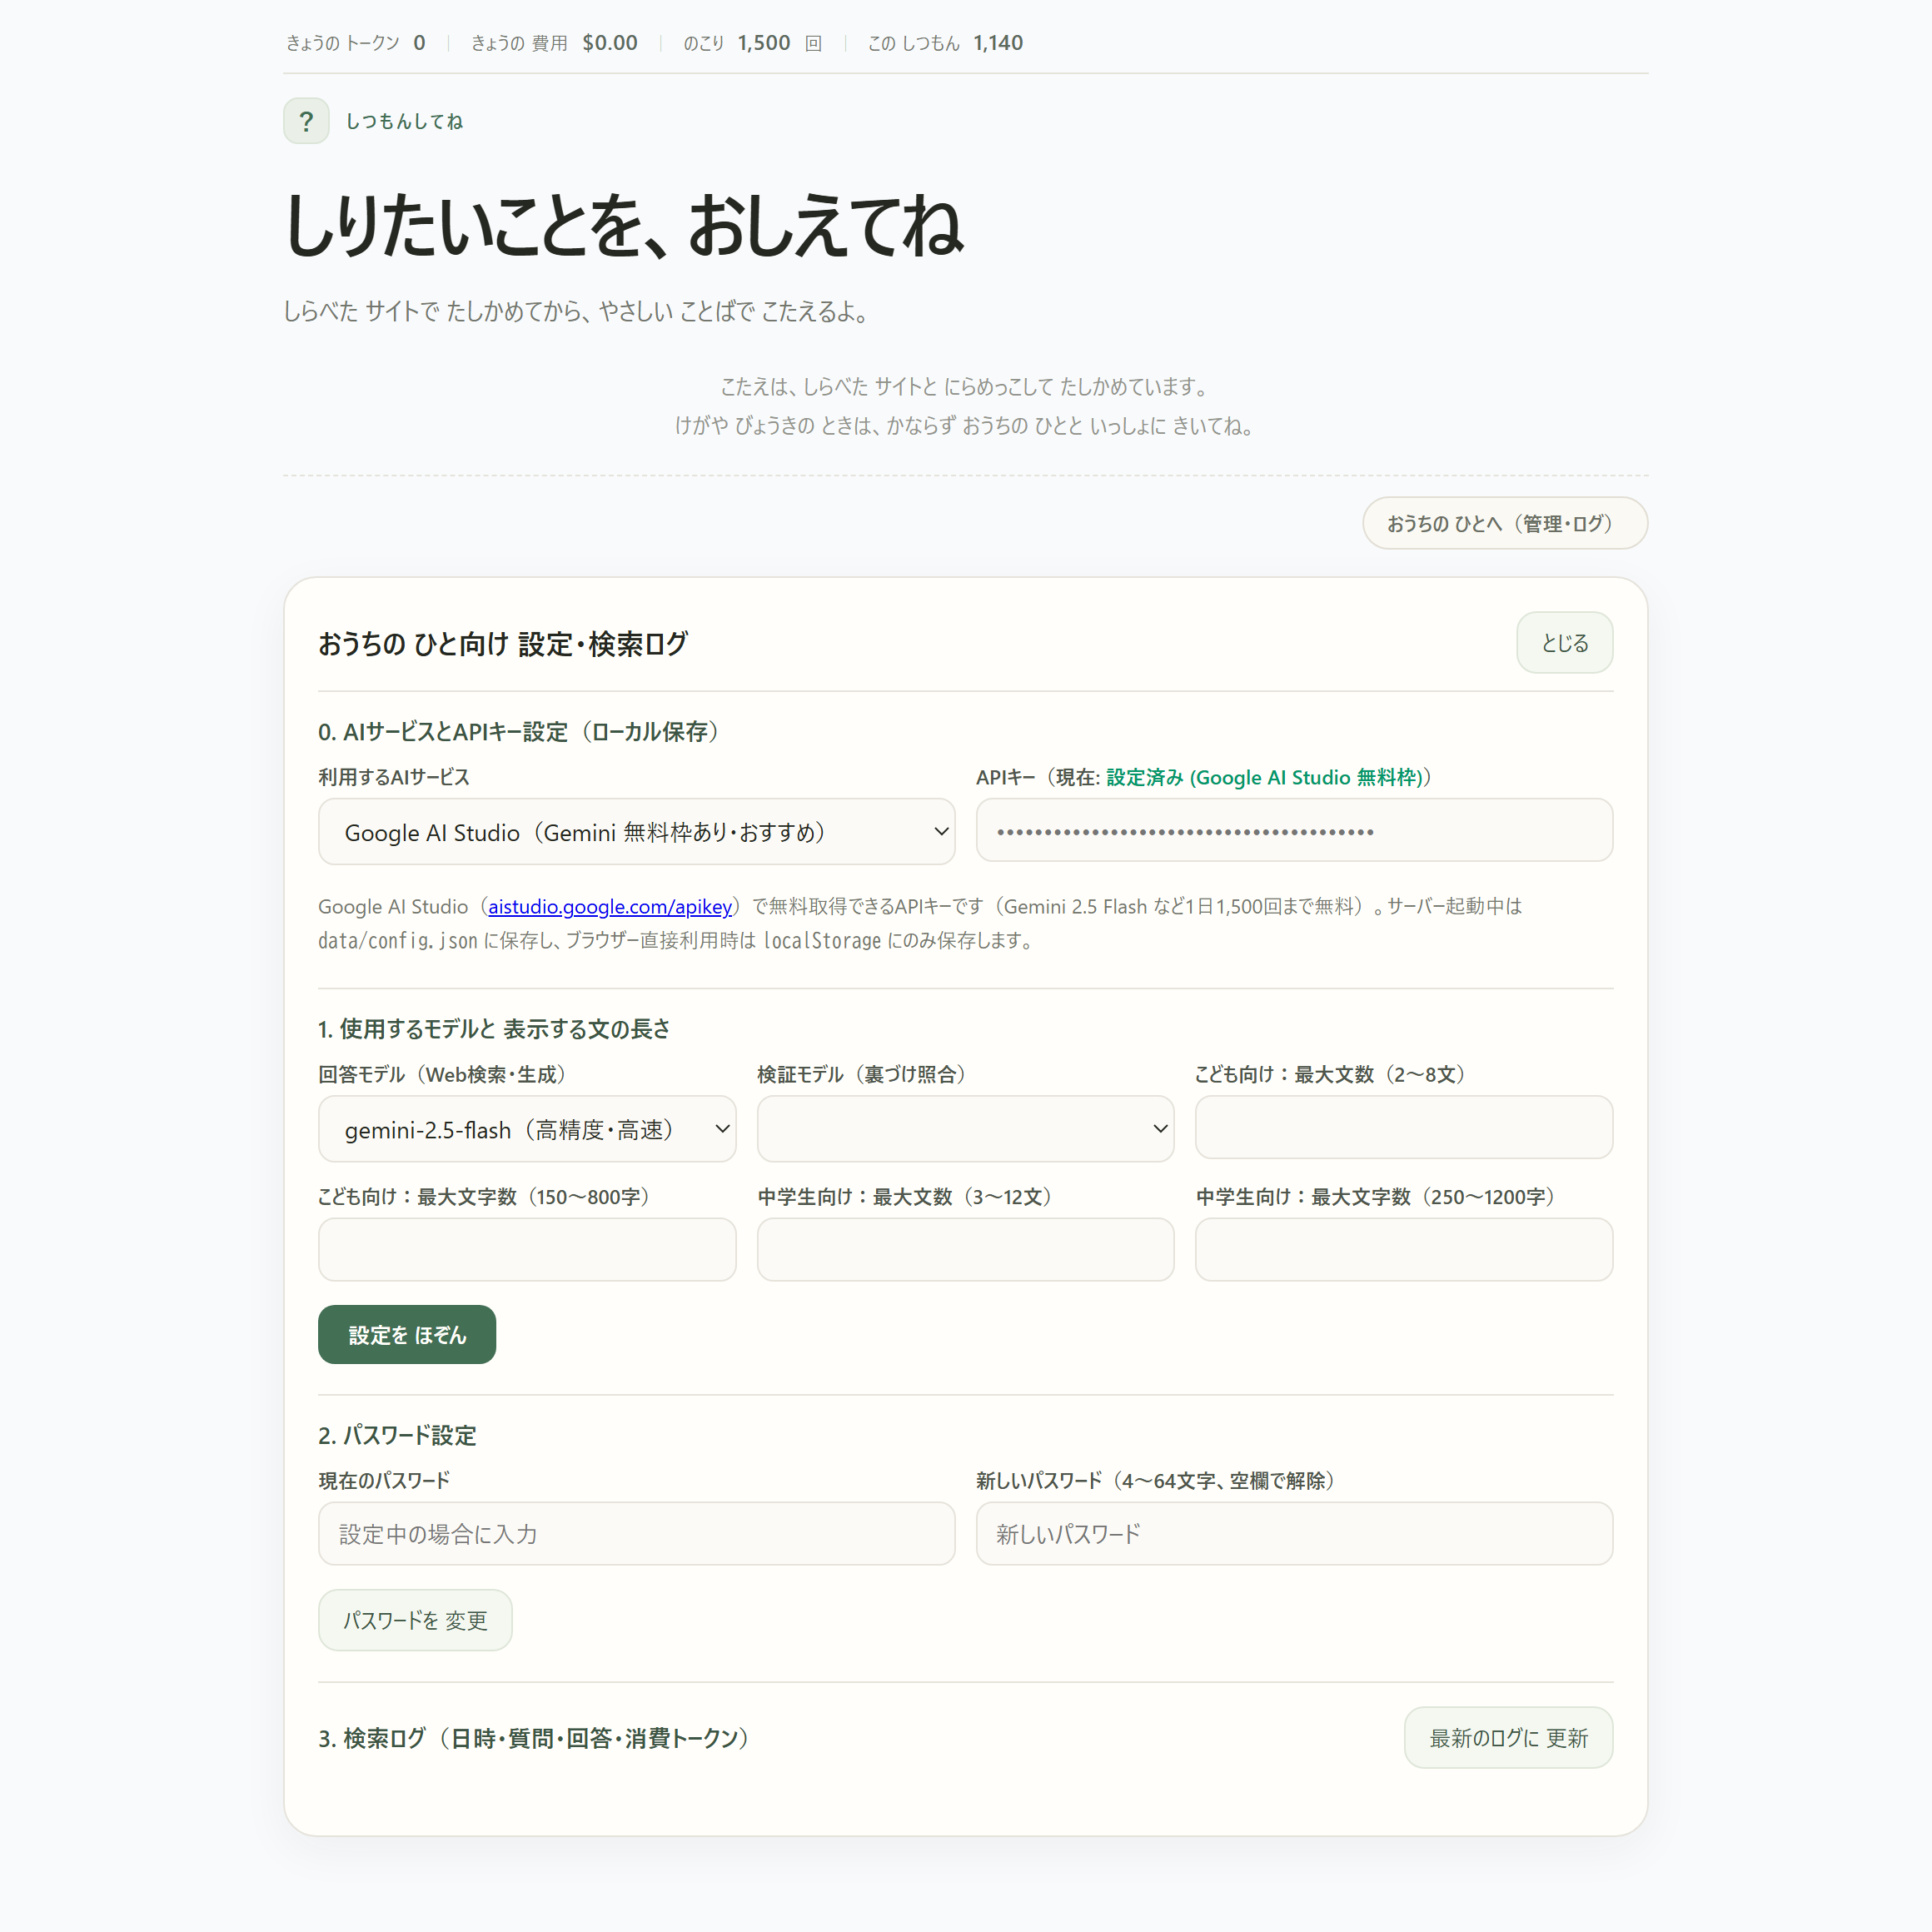 きょうの トークン 0 きょうの 費用 $0.00 のこり 1,500 回 この しつもん 1,140
? しつもんしてね
しりたいことを、おしえてね
しらべた サイトで たしかめてから、やさしい ことばで こたえるよ。
こたえは、しらべた サイトと にらめっこして たしかめています。
けがや びょうきの ときは、かならず おうちの ひとと いっしょに きいてね。
おうちの ひとへ（管理・ログ）
おうちの ひと向け 設定・検索ログ とじる
0. AIサービスとAPIキー設定（ローカル保存）
利用するAIサービス APIキー（現在: 設定済み (Google AI Studio 無料枠)）
Google AI Studio（Gemini 無料枠あり・おすすめ） ••••••••••••••••••••••••••••••••••••••••
Google AI Studio（aistudio.google.com/apikey）で無料取得できるAPIキーです（Gemini 2.5 Flash など1日1,500回まで無料）。サーバー起動中は
data/config.json に保存し、ブラウザー直接利用時は localStorage にのみ保存します。
1. 使用するモデルと 表示する文の長さ
回答モデル（Web検索・生成） 検証モデル（裏づけ照合） こども向け：最大文数（2〜8文）
gemini-2.5-flash（高精度・高速）
こども向け：最大文字数（150〜800字） 中学生向け：最大文数（3〜12文） 中学生向け：最大文字数（250〜1200字）
設定を ほぞん
2. パスワード設定
現在のパスワード 新しいパスワード（4〜64文字、空欄で解除）
設定中の場合に入力 新しいパスワード
パスワードを 変更
3. 検索ログ（日時・質問・回答・消費トークン） 最新のログに 更新